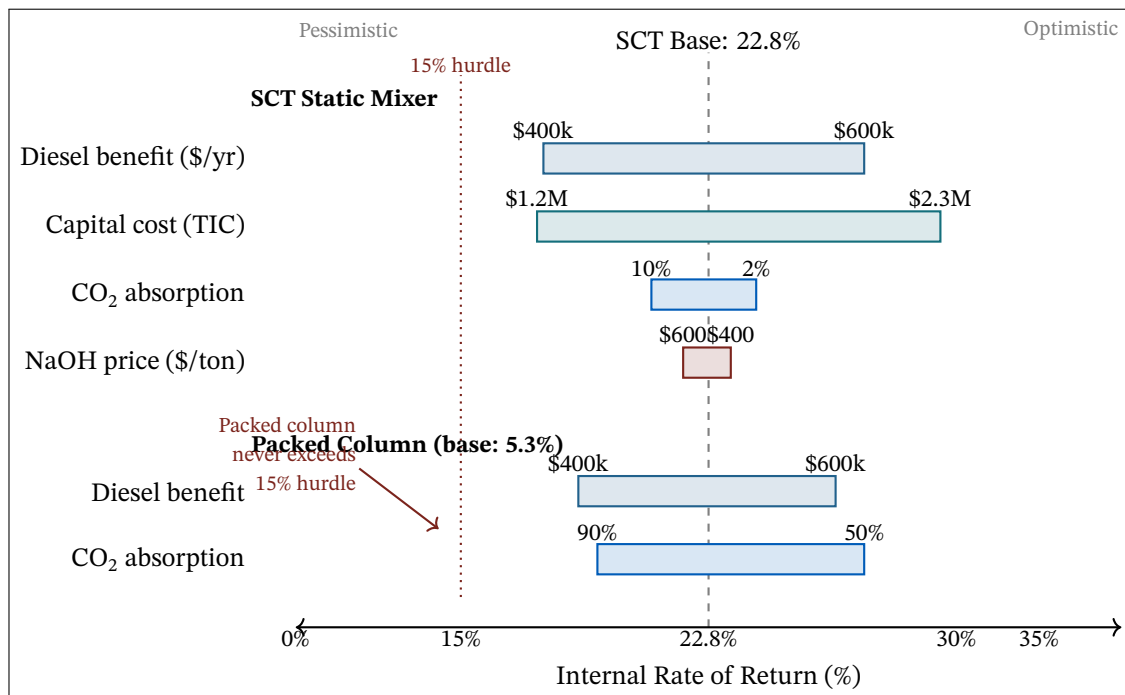 Pessimistic
Optimistic
SCT Base: 22.8%
15% hurdle
SCT Static Mixer
$400k
$600k
Diesel benefit ($/yr)
$1.2M
$2.3M
Capital cost (TIC)
10%
2%
CO₂ absorption
$600
$400
NaOH price ($/ton)
Packed column
never exceeds
15% hurdle
Packed Column (base: 5.3%)
$400k
$600k
Diesel benefit
90%
50%
CO₂ absorption
0%
15%
22.8%
30%
35%
Internal Rate of Return (%)